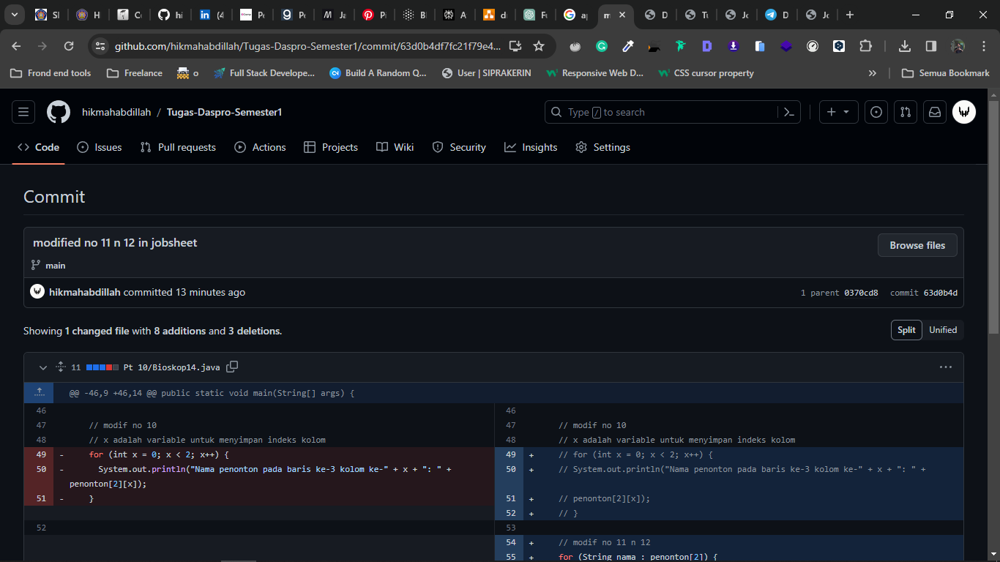 github.com/hikmahabdillah/Tugas-Daspro-Semester1/commit/63d0b4df7fc21f79e4...
Frond end tools Freelance o Full Stack Develope... Build A Random Q... User | SIPRAKERIN Responsive Web D... CSS cursor property » Semua Bookmark
hikmahabdillah / Tugas-Daspro-Semester1 Type / to search
Code Issues Pull requests Actions Projects Wiki Security Insights Settings
Commit
modified no 11 n 12 in jobsheet Browse files
main
hikmahabdillah committed 13 minutes ago 1 parent 0370cd8 commit 63d0b4d
Showing 1 changed file with 8 additions and 3 deletions. Split Unified
11 Pt 10/Bioskop14.java
@@ -46,9 +46,14 @@ public static void main(String[] args) {
46 46
47 // modif no 10 47 // modif no 10
48 // x adalah variable untuk menyimpan indeks kolom 48 // x adalah variable untuk menyimpan indeks kolom
49 - for (int x = 0; x < 2; x++) { 49 + // for (int x = 0; x < 2; x++) {
50 - System.out.println("Nama penonton pada baris ke-3 kolom ke-" + x + ": " + 50 + // System.out.println("Nama penonton pada baris ke-3 kolom ke-" + x + ": " +
penonton[2][x]);
51 - } 51 + // penonton[2][x]);
52 + // }
52 53
54 + // modif no 11 n 12
55 + for (String nama : penonton[2]) {